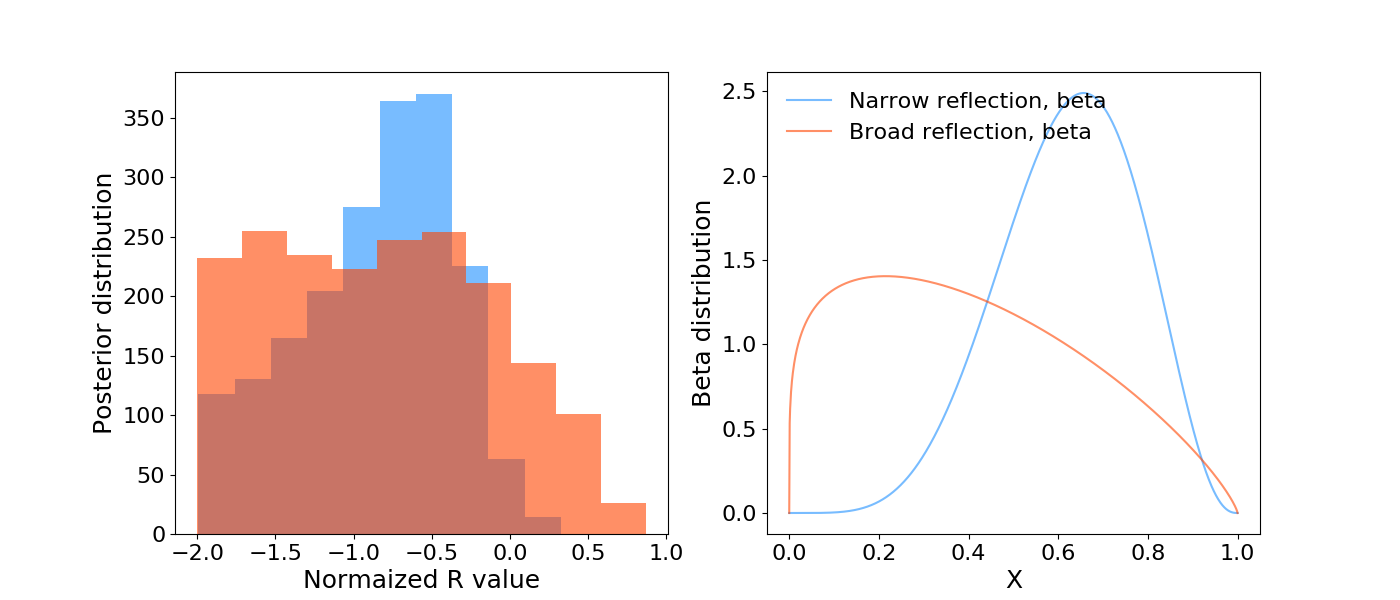 Posterior distribution
350
300
250
200
150
100
50
0
−2.0 −1.5 −1.0 −0.5 0.0 0.5 1.0
Normaized R value
Beta distribution
2.5
2.0
1.5
1.0
0.5
0.0
Narrow reflection, beta
Broad reflection, beta
0.0 0.2 0.4 0.6 0.8 1.0
X